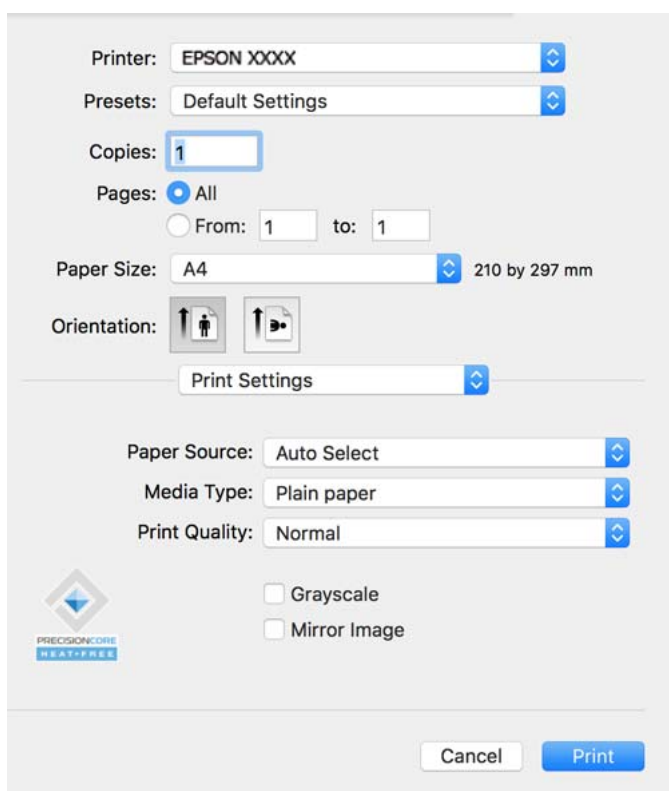 Printer: EPSON XXXX
Presets: Default Settings
Copies: 1
Pages: All
From: 1 to: 1
Paper Size: A4 210 by 297 mm
Orientation:
Print Settings
Paper Source: Auto Select
Media Type: Plain paper
Print Quality: Normal
Grayscale
Mirror Image
PRECISIONCORE
HEAT-FREE
Cancel Print